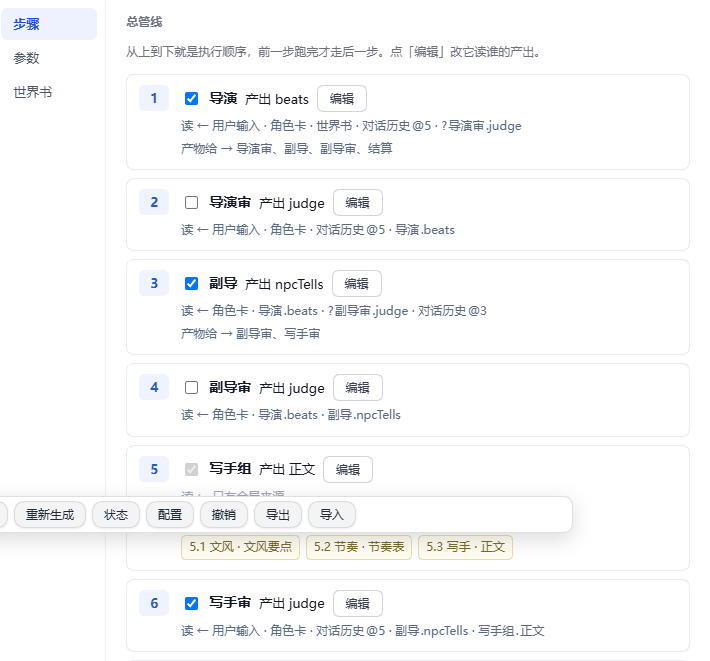 步骤
参数
世界书
总管线
从上到下就是执行顺序，前一步跑完才走后一步。点「编辑」改它读谁的产出。
1 导演 产出 beats 编辑
读 ← 用户输入 · 角色卡 · 世界书 · 对话历史@5 · ?导演审.judge
产物给 → 导演审、副导、副导审、结算
2 导演审 产出 judge 编辑
读 ← 用户输入 · 角色卡 · 对话历史@5 · 导演.beats
3 副导 产出 npcTells 编辑
读 ← 角色卡 · 导演.beats · ?副导审.judge · 对话历史@3
产物给 → 副导审、写手审
4 副导审 产出 judge 编辑
读 ← 角色卡 · 导演.beats · 副导.npcTells
5 写手组 产出 正文 编辑
读 ← 只有全局来源
重新生成 状态 配置 撤销 导出 导入
5.1 文风 · 文风要点 5.2 节奏 · 节奏表 5.3 写手 · 正文
6 写手审 产出 judge 编辑
读 ← 用户输入 · 角色卡 · 对话历史@5 · 副导.npcTells · 写手组.正文